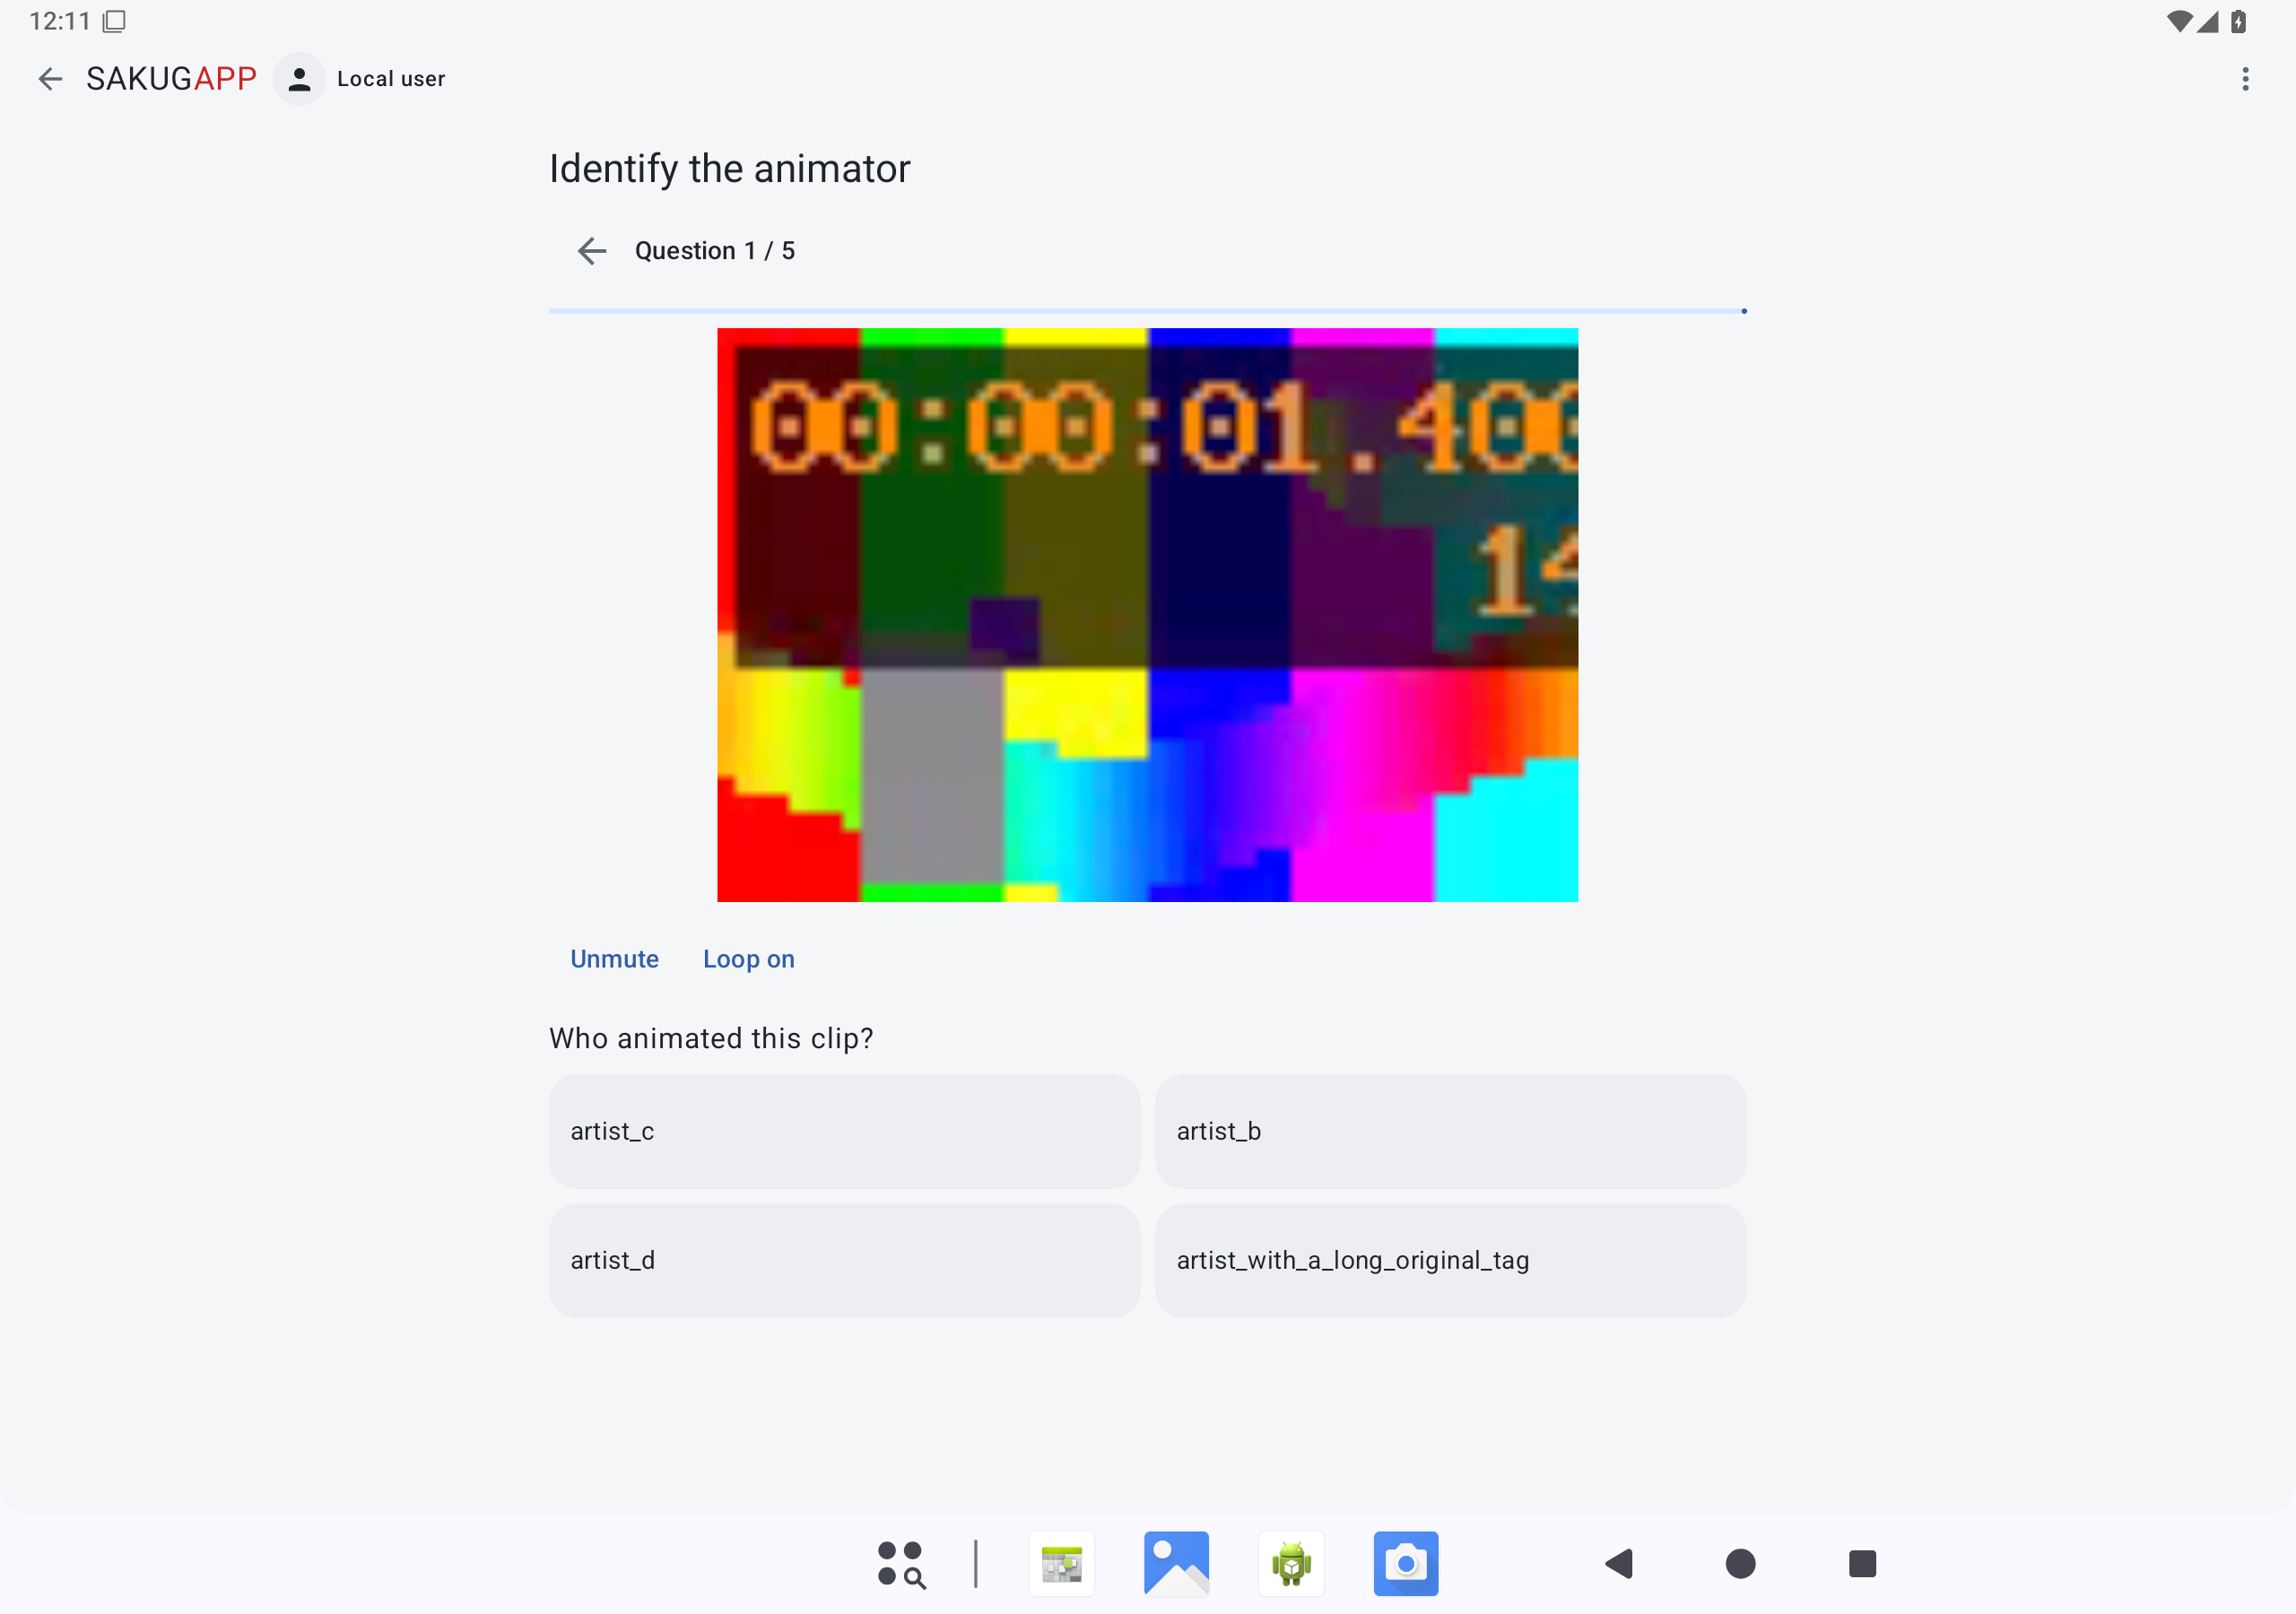 12:11
SAKUGAPP Local user
Identify the animator
Question 1 / 5
00:00:01.400
14
Unmute Loop on
Who animated this clip?
artist_c
artist_b
artist_d
artist_with_a_long_original_tag